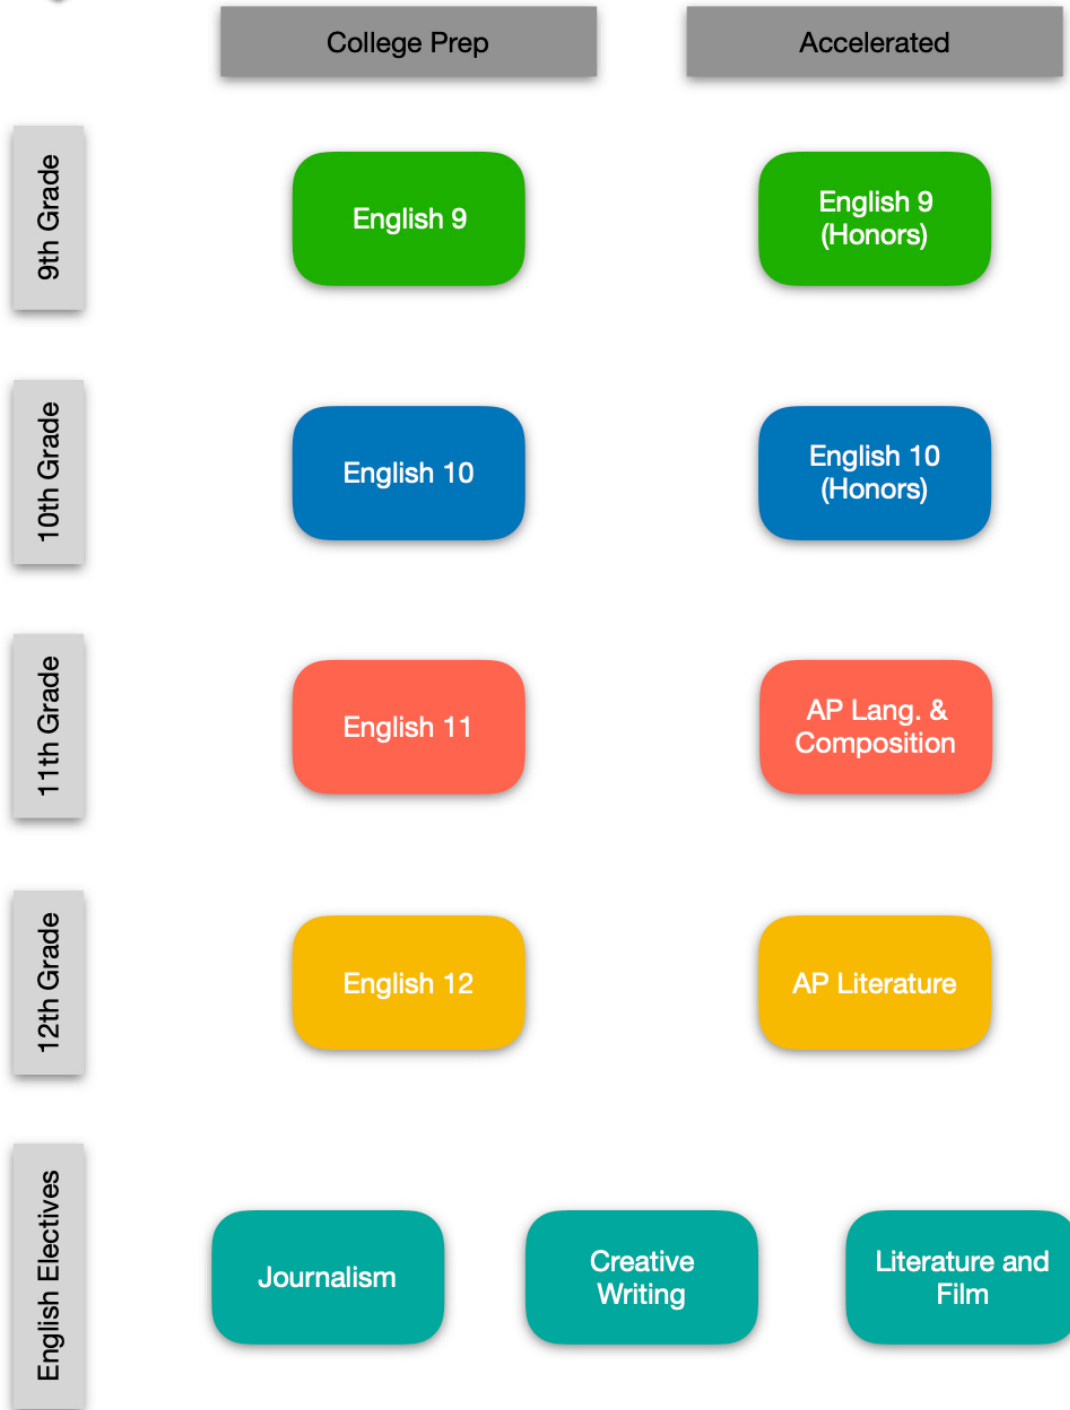 College Prep
Accelerated
9th Grade
English 9
English 9
(Honors)
10th Grade
English 10
English 10
(Honors)
11th Grade
English 11
AP Lang. &
Composition
12th Grade
English 12
AP Literature
English Electives
Journalism
Creative
Writing
Literature and
Film